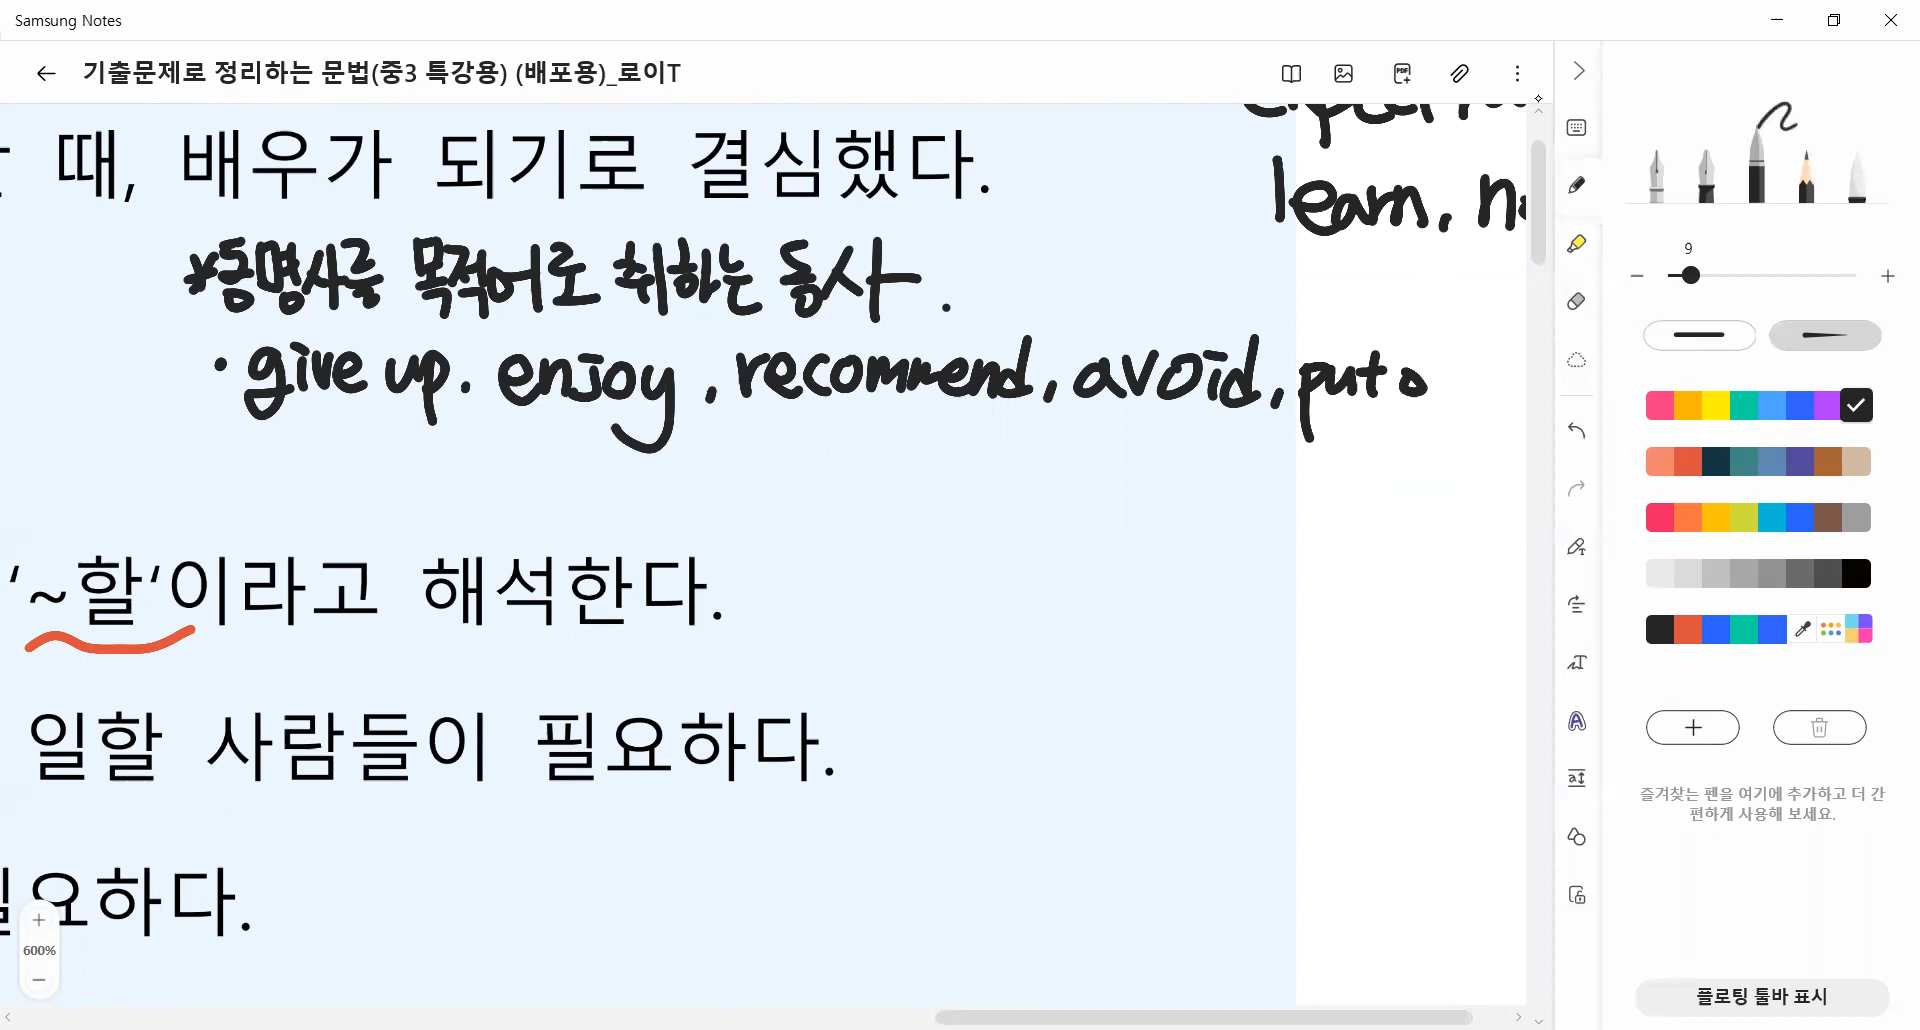 Samsung Notes
기출문제로 정리하는 문법(중3 특강용) (배포용)_로이T
때, 배우가 되기로 결심했다.
learn,
*동명사를 목적어로 취하는 동사.
· give up. enjoy, recommend, avoid, put o
‘~할‘이라고 해석한다.
일할 사람들이 필요하다.
요하다.
600%
9
PDF
즐겨찾는 펜을 여기에 추가하고 더 간
편하게 사용해 보세요.
플로팅 툴바 표시